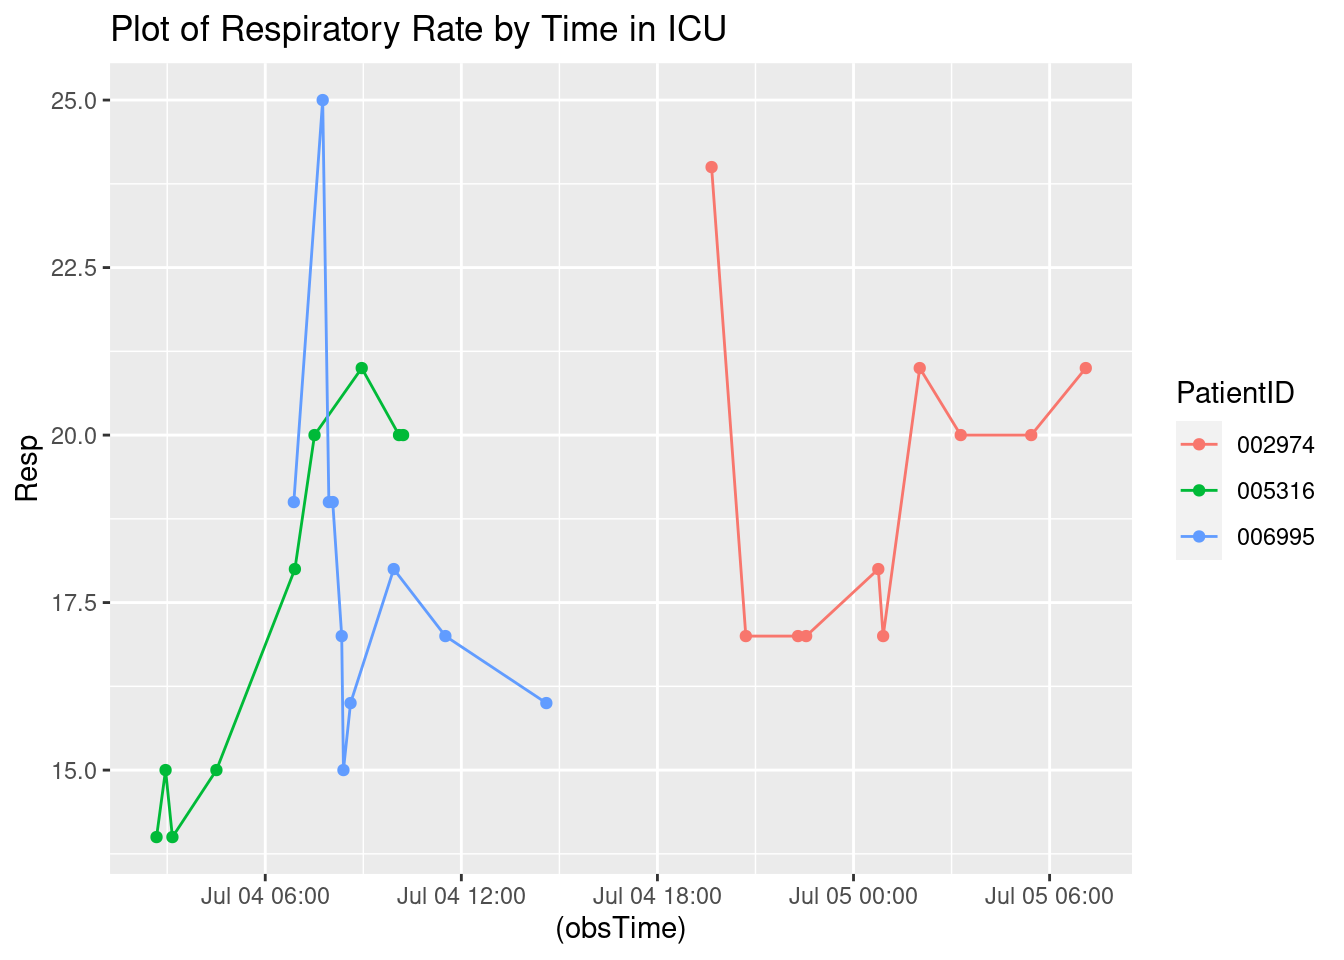 Plot of Respiratory Rate by Time in ICU
25.0
22.5
20.0
17.5
15.0
Resp
Jul 04 06:00
Jul 04 12:00
Jul 04 18:00
Jul 05 00:00
Jul 05 06:00
(obsTime)
PatientID
002974
005316
006995